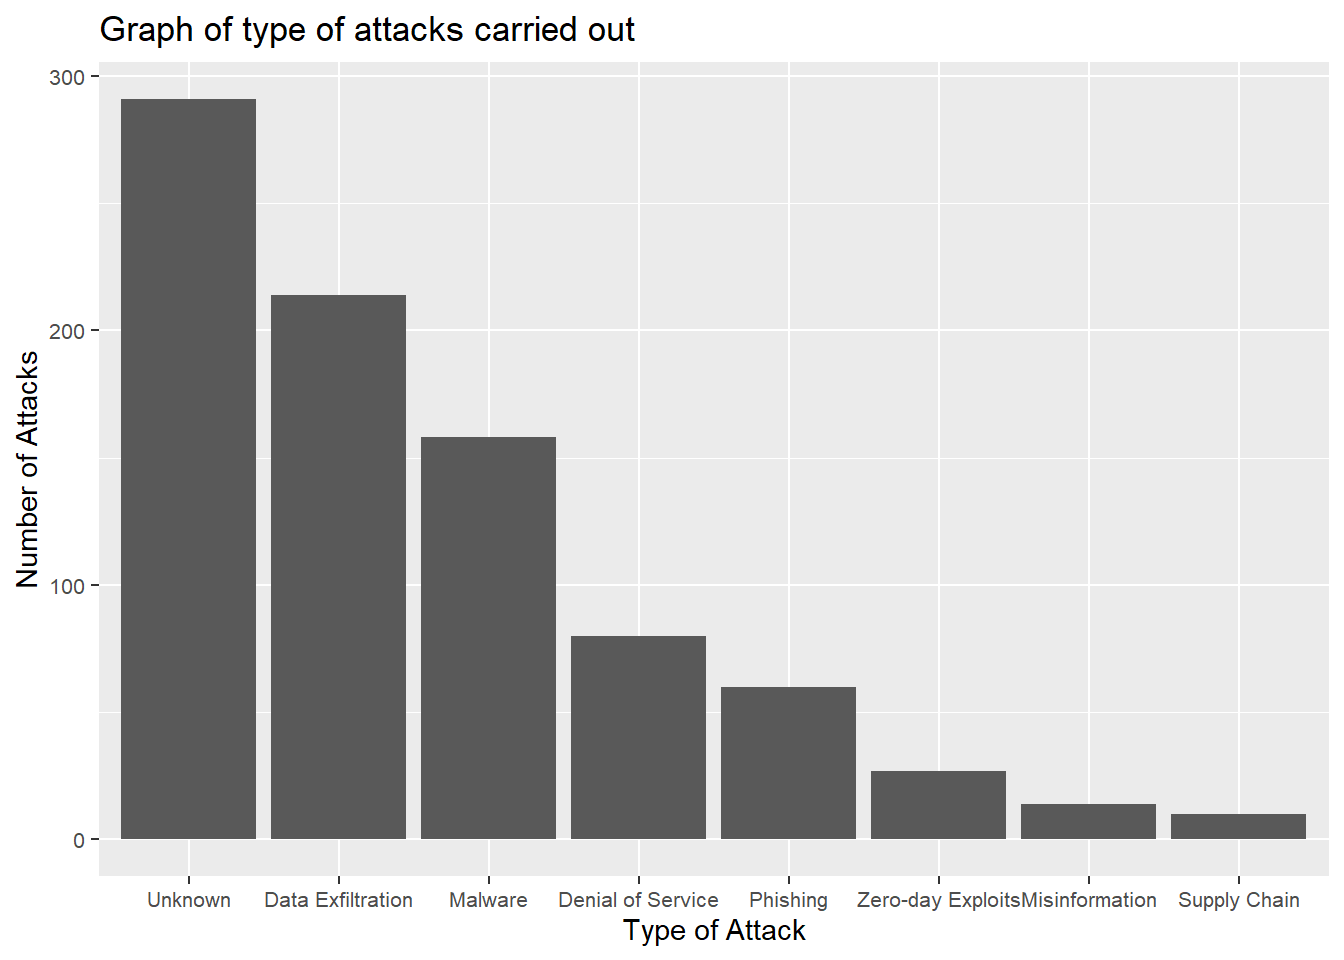 Graph of type of attacks carried out
300
200
100
0
Number of Attacks
Unknown Data Exfiltration Malware Denial of Service Phishing Zero-day Exploits Misinformation Supply Chain
Type of Attack